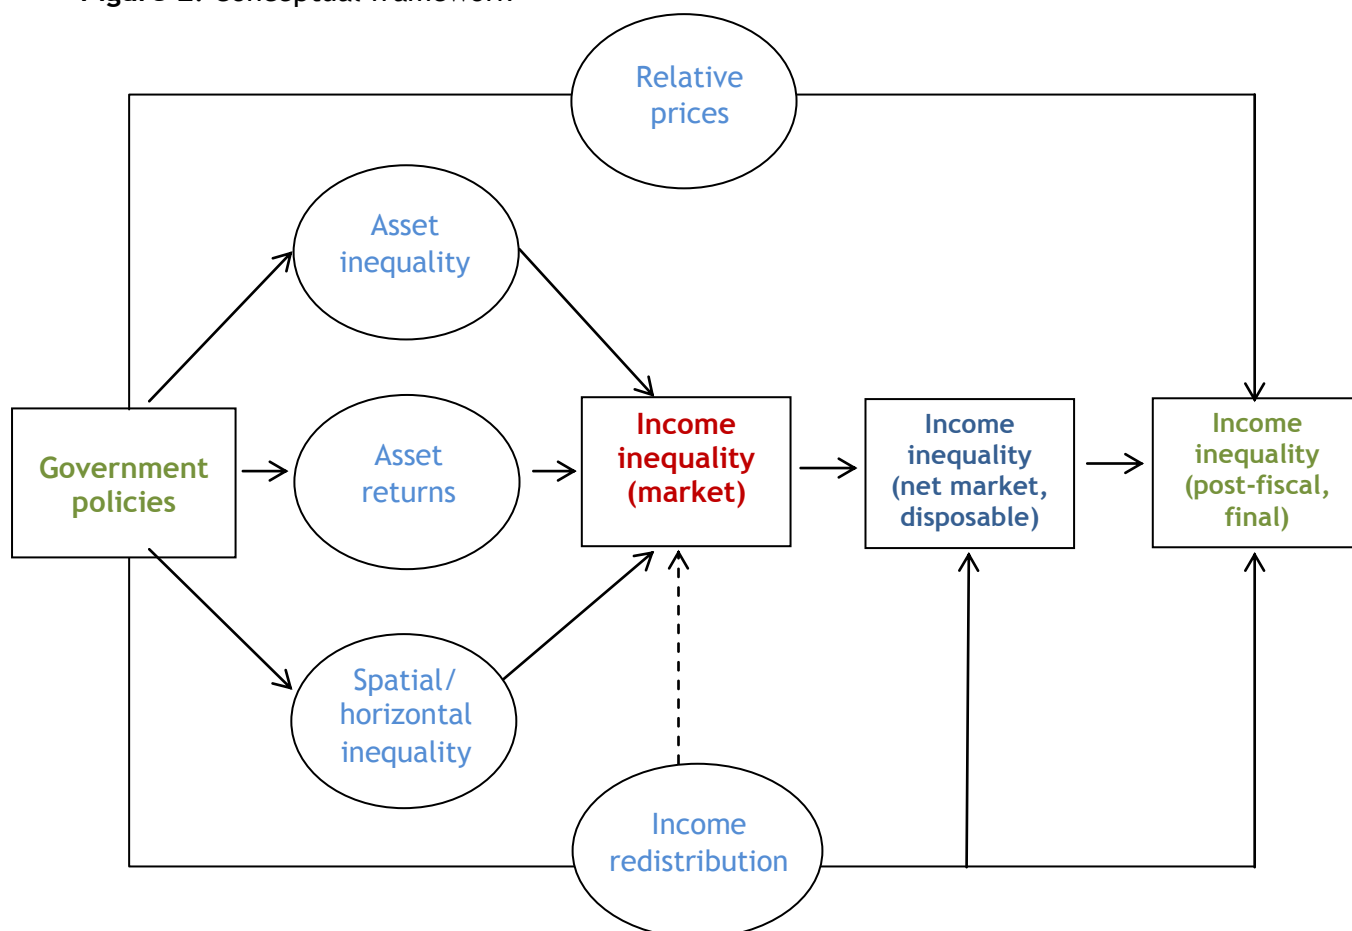 Relative
prices
Asset
inequality
Government
policies
Asset
returns
Income
inequality
(market)
Income
inequality
(net market,
disposable)
Income
inequality
(post-fiscal,
final)
Spatial/
horizontal
inequality
Income
redistribution